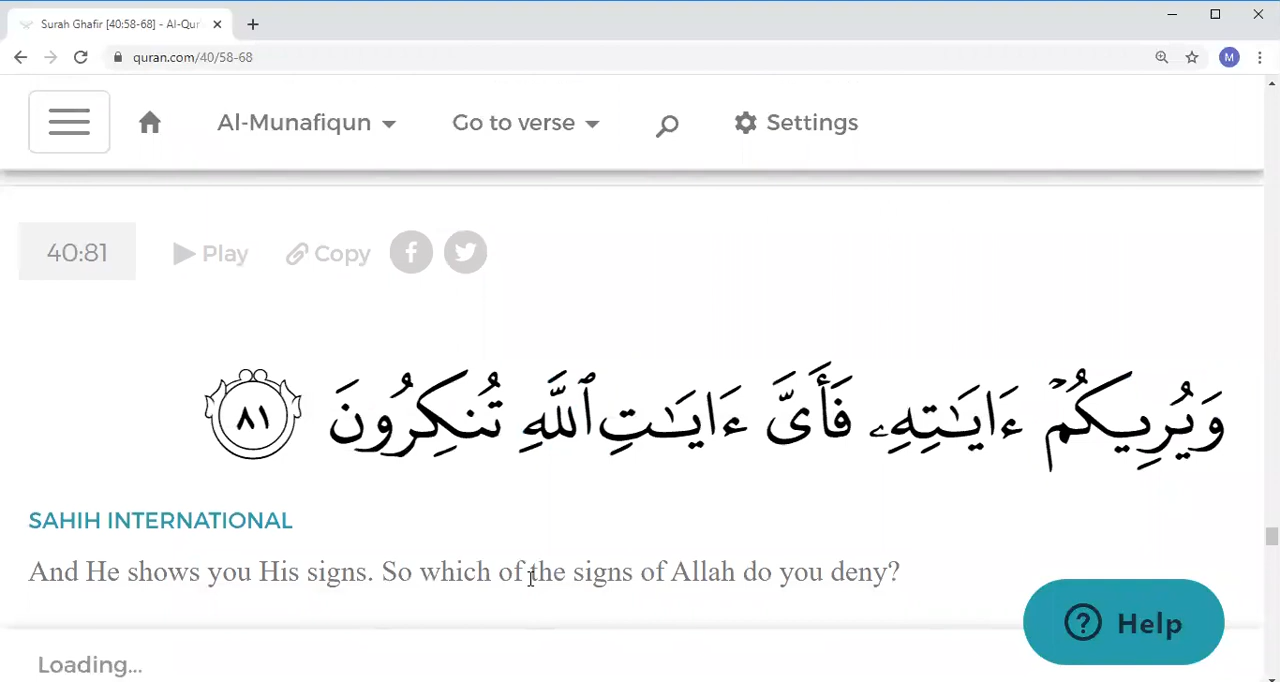 Surah Ghafir [40:58-68] - Al-Qur
quran.com/40/58-68
M
Al-Munafiqun
Go to verse
Settings
40:81
Play
Copy
وَيُرِيكُمْ ءَايَـٰتِهِۦ فَأَىَّ ءَايَـٰتِ ٱللَّهِ تُنكِرُونَ ٨١
SAHIH INTERNATIONAL
And He shows you His signs. So which of the signs of Allah do you deny?
Help
Loading...